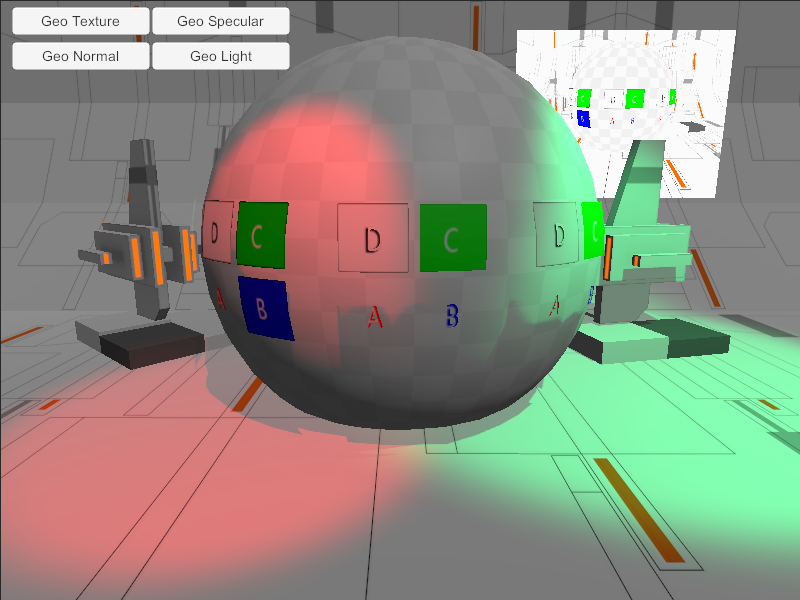 Geo Texture Geo Specular
Geo Normal Geo Light
C D C D C
B A B
D C D C D C
A B A B A B